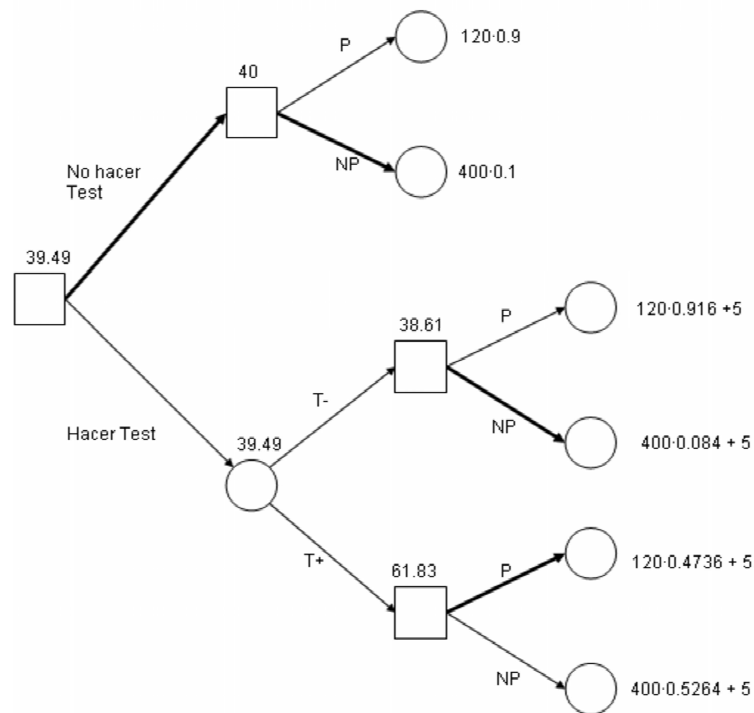 P
120·0.9
40
NP
400·0.1
No hacer
Test
39.49
P
120·0.916 +5
38.61
T-
NP
400·0.084 + 5
Hacer Test
39.49
T+
61.83
P
120·0.4736 + 5
NP
400·0.5264 + 5